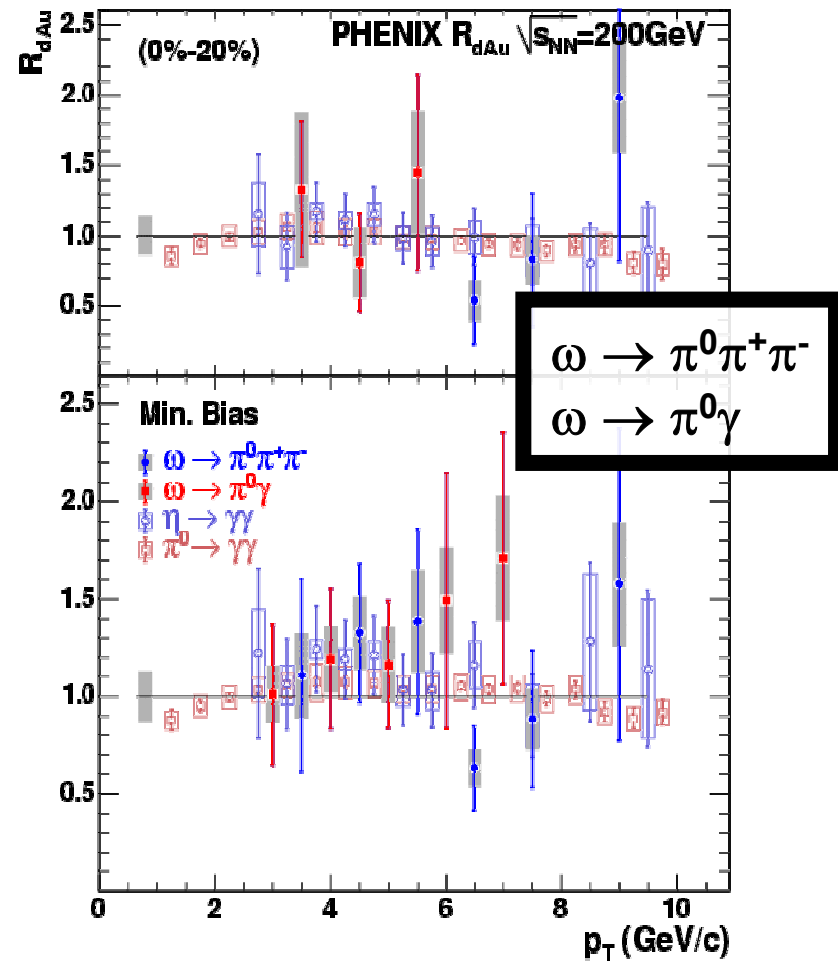 PHENIX R_dAu √s_NN=200GeV
(0%-20%)
R_dAu
2.5
2.0
1.5
1.0
0.5
ω → π⁰π⁺π⁻
ω → π⁰γ
Min. Bias
ω → π⁰π⁺π⁻
ω → π⁰γ
η → γγ
π⁰ → γγ
2.5
2.0
1.5
1.0
0.5
0 2 4 6 8 10
p_T (GeV/c)